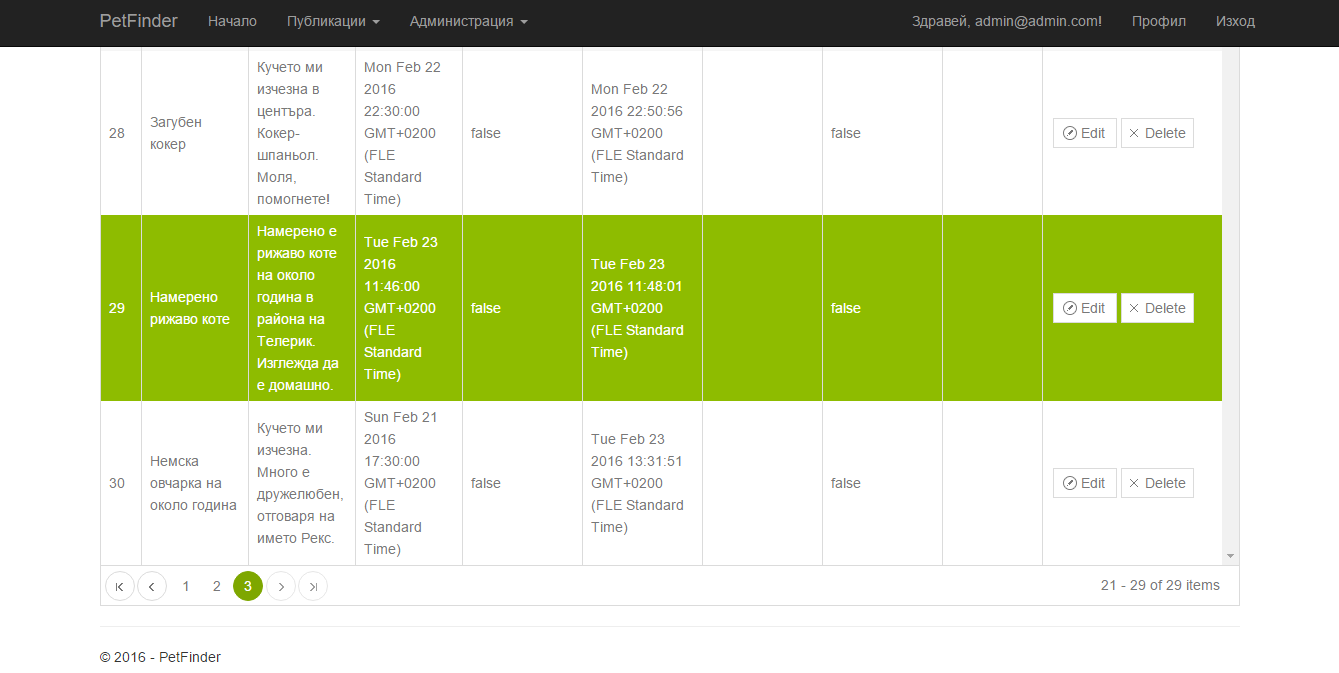 PetFinder Начало Публикации Администрация Здравей, admin@admin.com! Профил Изход
28
Загубен
кокер
Кучето ми
изчезна в
центъра.
Кокер-
шпаньол.
Моля,
помогнете!
Mon Feb 22
2016
22:30:00
GMT+0200
(FLE
Standard
Time)
false
Mon Feb 22
2016 22:50:56
GMT+0200
(FLE Standard
Time)
false
Edit Delete
29
Намерено
рижаво коте
Намерено е
рижаво коте
на около
година в
района на
Телерик.
Изглежда да
е домашно.
Tue Feb 23
2016
11:46:00
GMT+0200
(FLE
Standard
Time)
false
Tue Feb 23
2016 11:48:01
GMT+0200
(FLE Standard
Time)
false
Edit Delete
30
Немска
овчарка на
около година
Кучето ми
изчезна.
Много е
дружелюбен,
отговаря на
името Рекс.
Sun Feb 21
2016
17:30:00
GMT+0200
(FLE
Standard
Time)
false
Tue Feb 23
2016 13:31:51
GMT+0200
(FLE Standard
Time)
false
Edit Delete
1 2 3 21 - 29 of 29 items
© 2016 - PetFinder